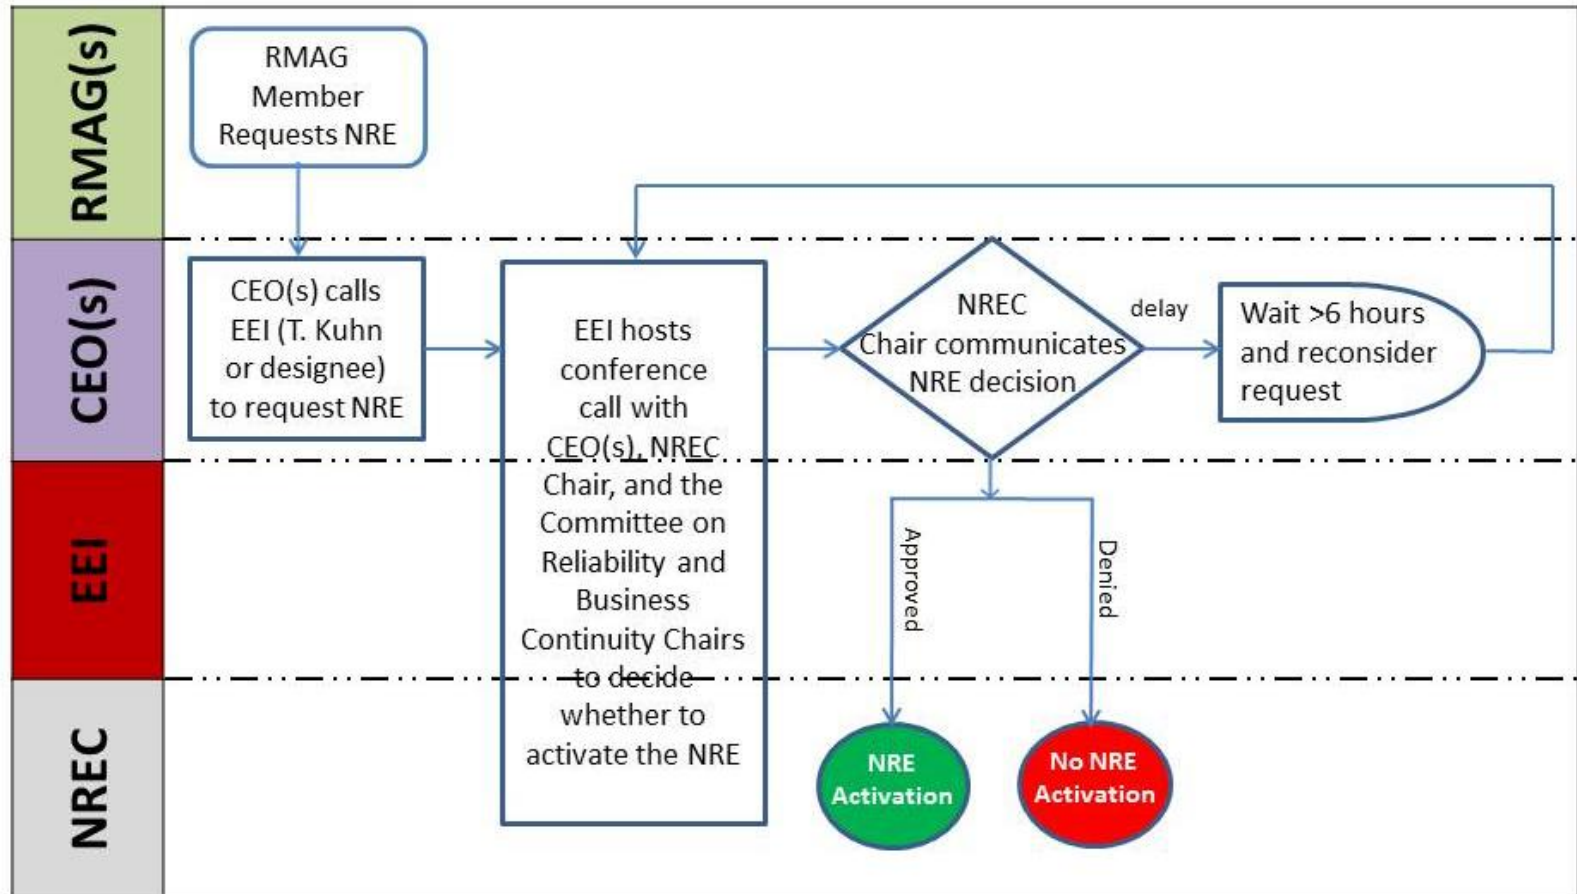 RMAG(s)
RMAG
Member
Requests NRE
CEO(s)
CEO(s) calls
EEI (T. Kuhn
or designee)
to request NRE
EEI hosts
conference
call with
CEO(s), NREC
Chair, and the
Committee on
Reliability and
Business
Continuity Chairs
to decide
whether to
activate the NRE
NREC
Chair communicates
NRE decision
delay
Wait >6 hours
and reconsider
request
EEI
Approved
Denied
NREC
NRE
Activation
No NRE
Activation